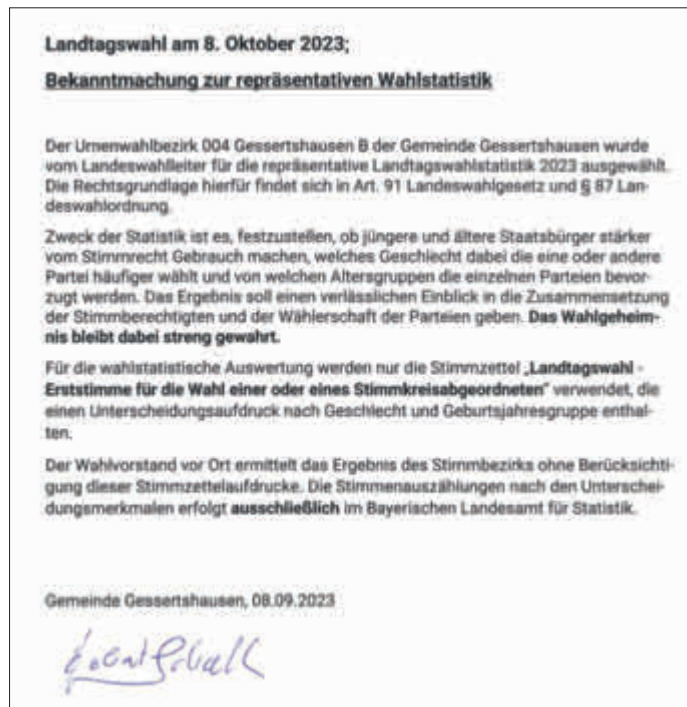 Landtagswahl am 8. Oktober 2023;
Bekanntmachung zur repräsentativen Wahlstatistik
Der Urnenwahlbezirk 004 Gessertshausen B der Gemeinde Gessertshausen wurde
vom Landeswahlleiter für die repräsentative Landtagswahlstatistik 2023 ausgewählt.
Die Rechtsgrundlage hierfür findet sich in Art. 91 Landeswahlgesetz und § 87 Lan-
deswahlordnung.
Zweck der Statistik ist es, festzustellen, ob jüngere und ältere Staatsbürger stärker
vom Stimmrecht Gebrauch machen, welches Geschlecht dabei die eine oder andere
Partei häufiger wählt und von welchen Altersgruppen die einzelnen Parteien bevor-
zugt werden. Das Ergebnis soll einen verlässlichen Einblick in die Zusammensetzung
der Stimmberechtigten und der Wählerschaft der Parteien geben. Das Wahlgeheim-
nis bleibt dabei streng gewahrt.
Für die wahlstatistische Auswertung werden nur die Stimmzettel „Landtagswahl -
Erststimme für die Wahl einer oder eines Stimmkreisabgeordneten" verwendet, die
einen Unterscheidungsaufdruck nach Geschlecht und Geburtsjahresgruppe enthal-
ten.
Der Wahlvorstand vor Ort ermittelt das Ergebnis des Stimmbezirks ohne Berücksichti-
gung dieser Stimmzettelaufdrucke. Die Stimmenauszählungen nach den Unterschei-
dungsmerkmalen erfolgt ausschließlich im Bayerischen Landesamt für Statistik.
Gemeinde Gessertshausen, 08.09.2023